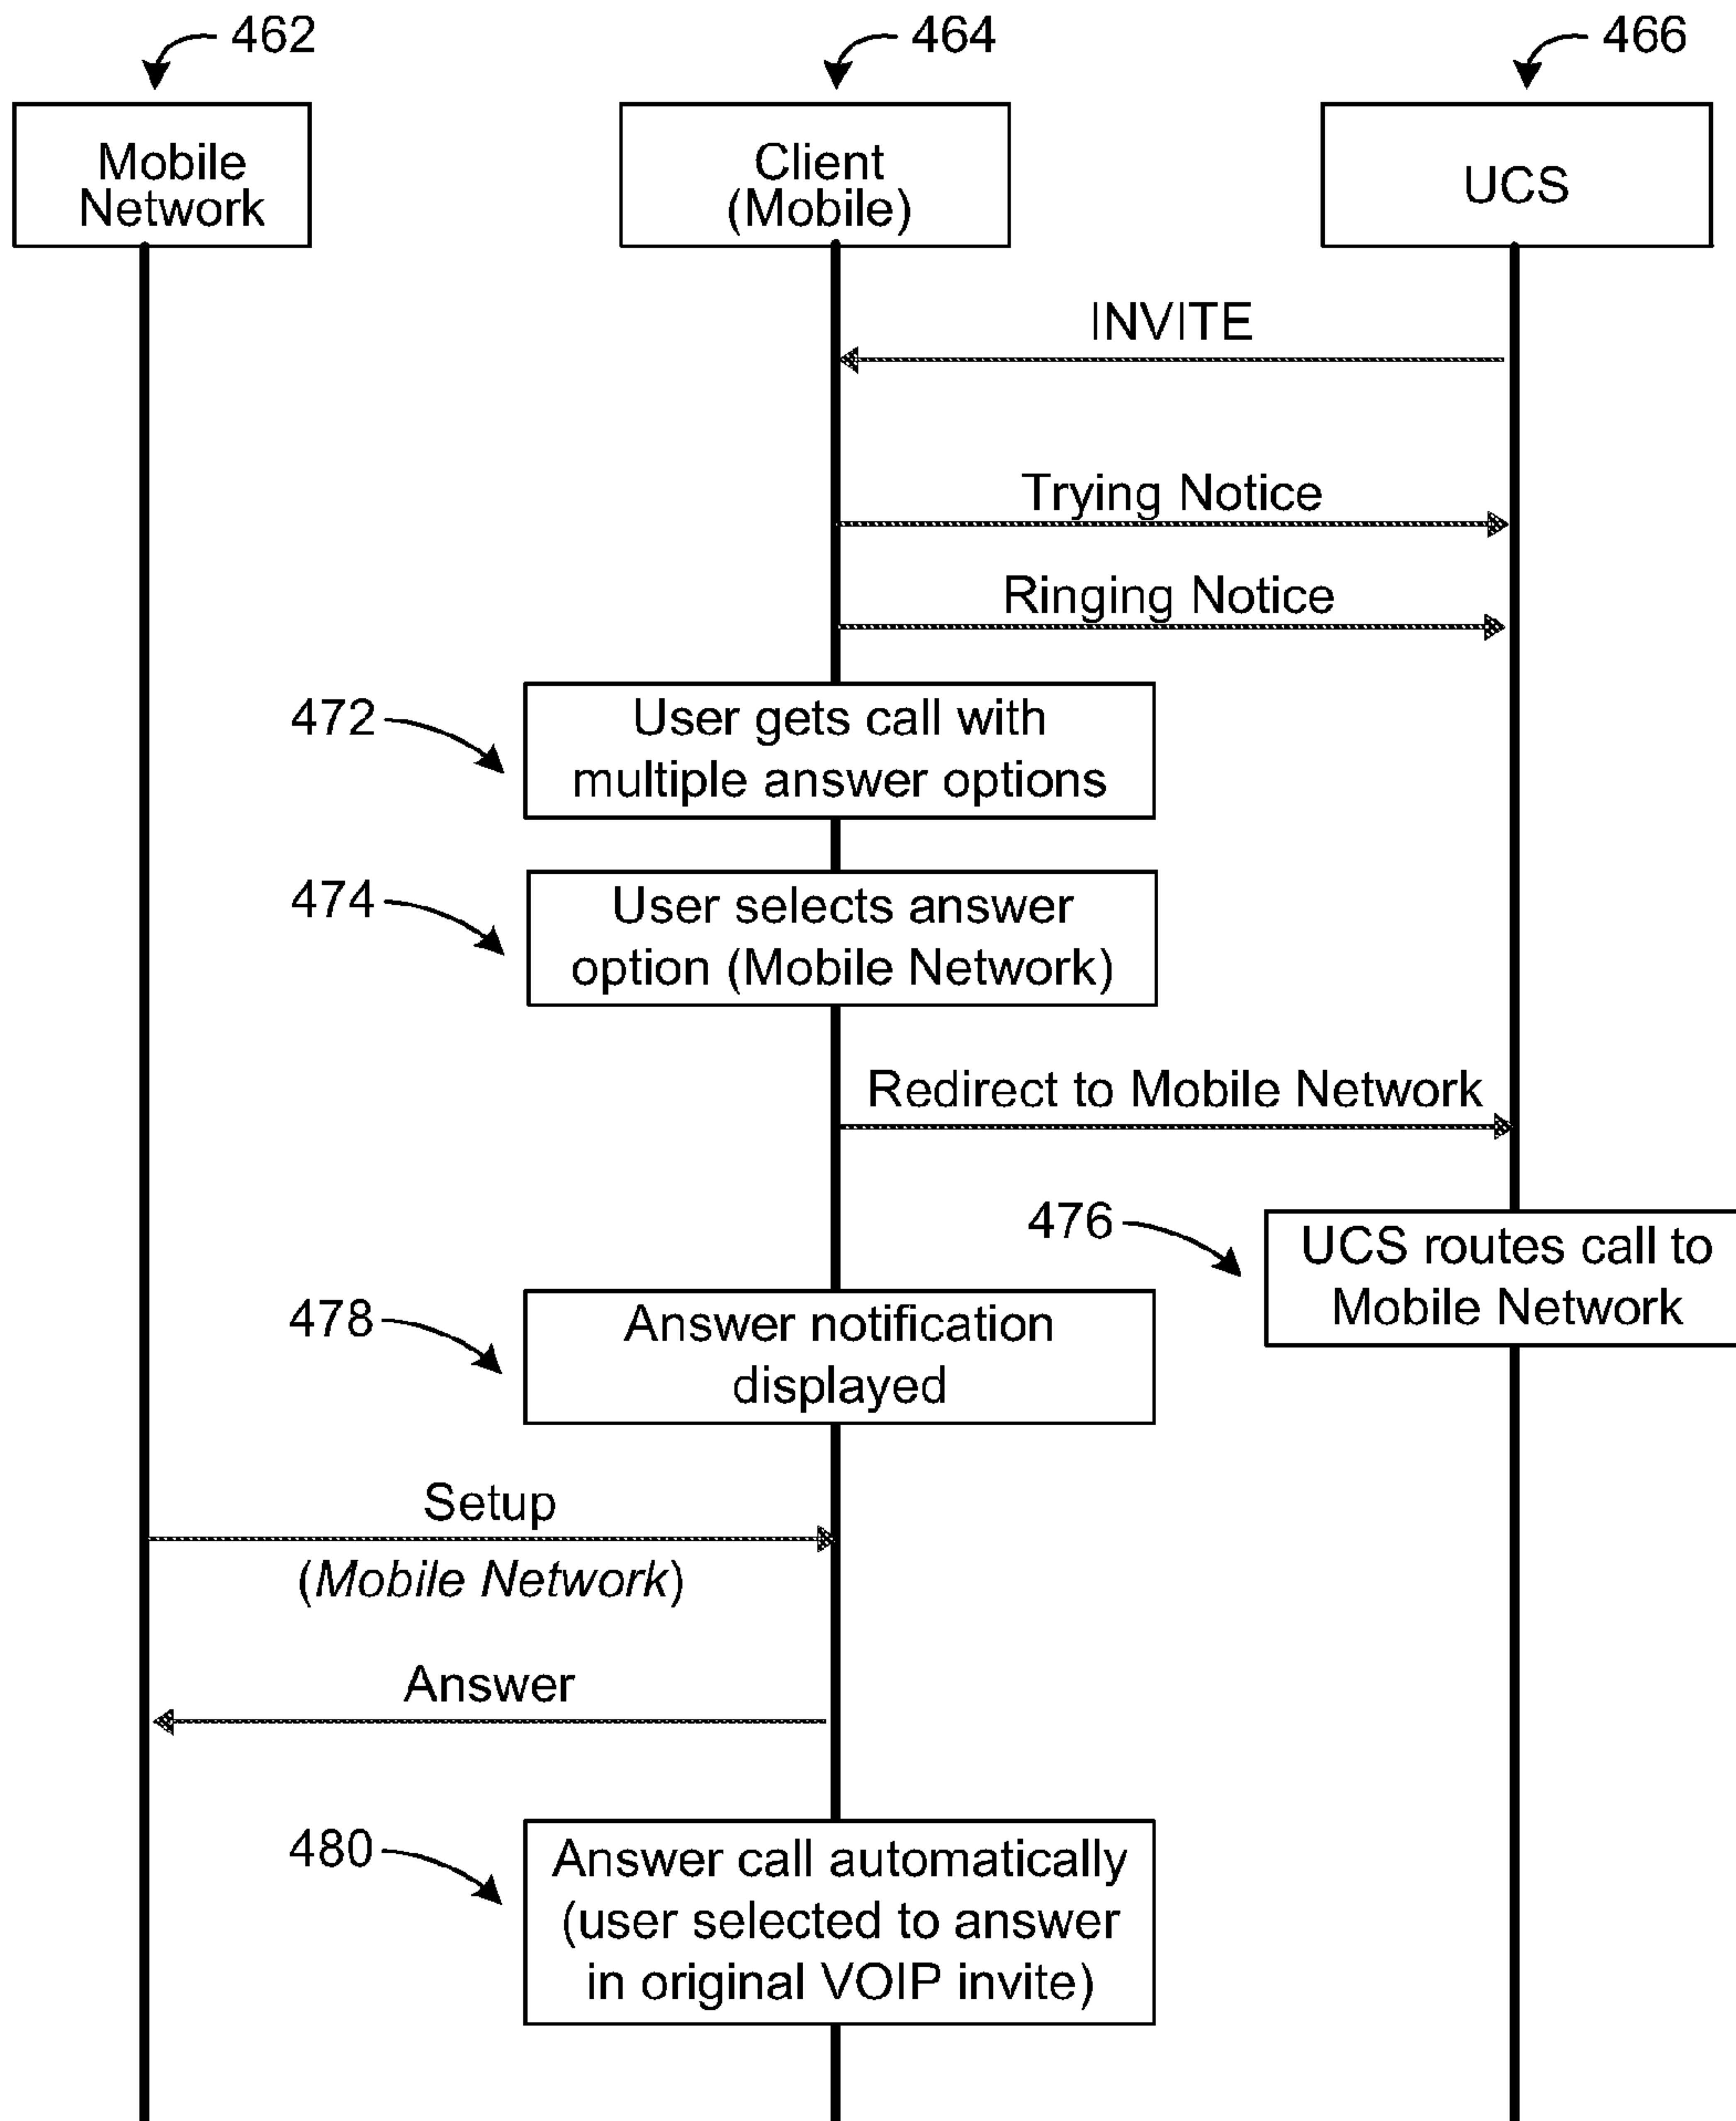 462
464
466
Mobile
Network
Client
(Mobile)
UCS
INVITE
Trying Notice
Ringing Notice
472
User gets call with
multiple answer options
474
User selects answer
option (Mobile Network)
Redirect to Mobile Network
476
UCS routes call to
Mobile Network
478
Answer notification
displayed
Setup
(Mobile Network)
Answer
480
Answer call automatically
(user selected to answer
in original VOIP invite)